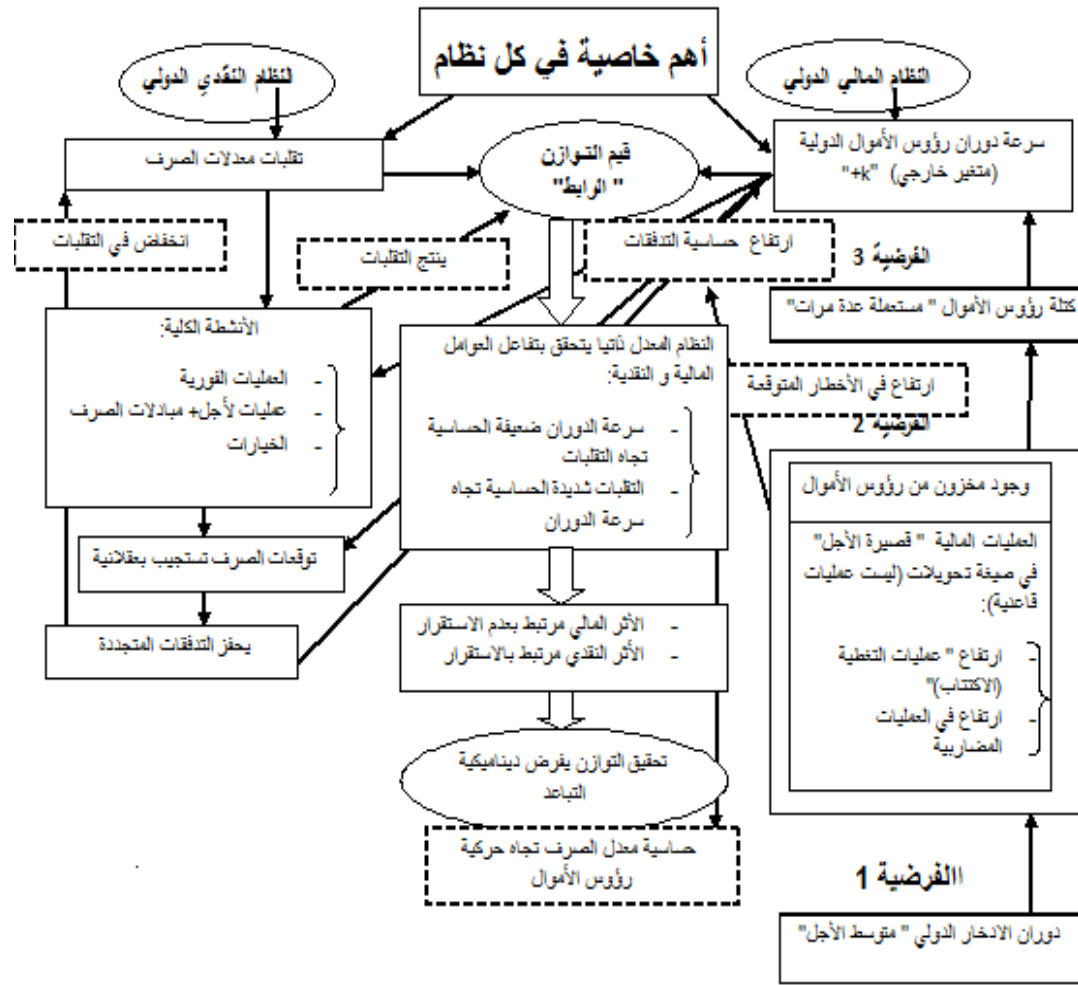 أهم خاصية في كل نظام
النظام المالي الدولي
النظام النقدي الدولي
سرعة دوران رؤوس الأموال الدولية
(متغير خارجي) "k+"
قيم التوازن
" الرابط"
تقلبات معدلات الصرف
انخفاض في التقلبات
ينتج التقلبات
ارتفاع حساسية التدفقات
الفرضية 3
كتلة رؤوس الأموال " مستعملة عدة مرات"
ارتفاع في الأخطار المتوقعة
الفرضية 2
الأنشطة الكلية:
- العمليات الفورية
- عمليات لأجل+ مبادلات الصرف
- الخيارات
النظام المعدل ذاتيا يتحقق بتفاعل العوامل
المالية و النقدية:
- سرعة الدوران ضعيفة الحساسية
تجاه التقلبات
- التقلبات شديدة الحساسية تجاه
سرعة الدوران
وجود مخزون من رؤوس الأموال
العمليات المالية " قصيرة الأجل"
في صيغة تحويلات (ليست عمليات
قاعدية):
- ارتفاع " عمليات التغطية
(الاكتتاب)"
- ارتفاع في العمليات
المضاربية
توقعات الصرف تستجيب بعقلانية
يحفز التدفقات المتجددة
- الأثر المالي مرتبط بعدم الاستقرار
- الأثر النقدي مرتبط بالاستقرار
تحقيق التوازن يفرض ديناميكية
التباعد
حساسية معدل الصرف تجاه حركية
رؤوس الأموال
االفرضية 1
دوران الادخار الدولي " متوسط الأجل"